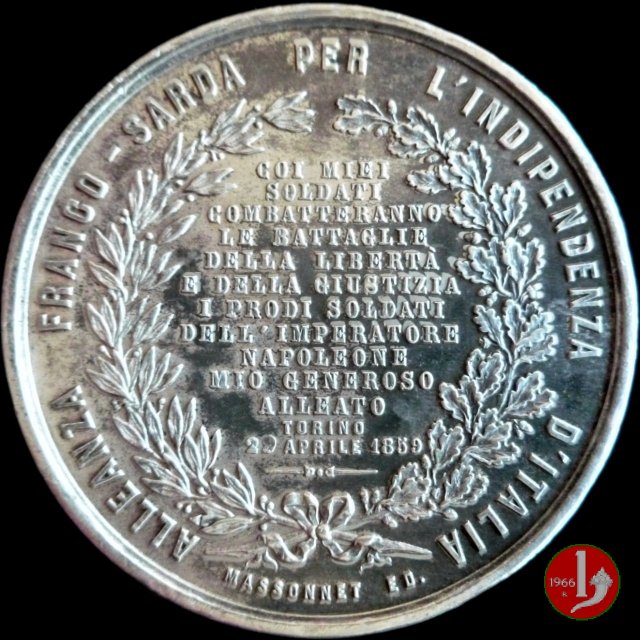 ALLEANZA FRANCO-SARDA PER L'INDIPENDENZA D'ITALIA
COI MIEI
SOLDATI
COMBATTERANNO
LE BATTAGLIE
DELLA LIBERTÀ
E DELLA GIUSTIZIA
I PRODI SOLDATI
DELL'IMPERATORE
NAPOLEONE
MIO GENEROSO
ALLEATO
TORINO
29 APRILE 1859
MASSONNET ED.
1966